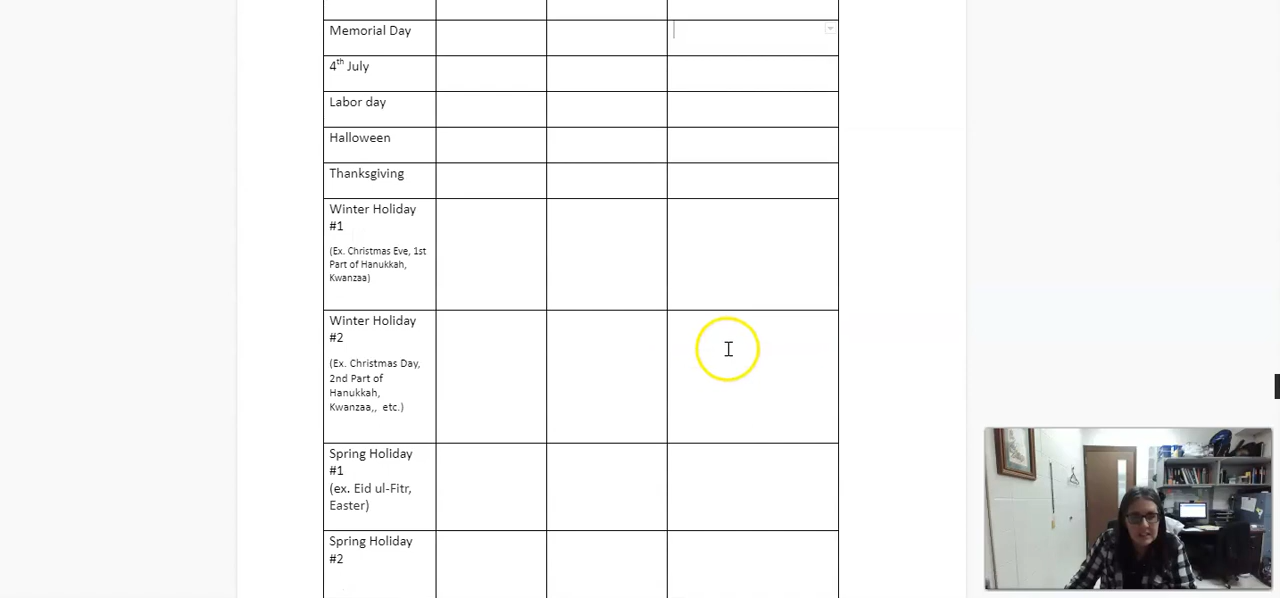 Memorial Day
4th July
Labor day
Halloween
Thanksgiving
Winter Holiday
#1
(Ex. Christmas Eve, 1st
Part of Hanukkah,
Kwanzaa)
Winter Holiday
#2
(Ex. Christmas Day,
2nd Part of
Hanukkah,
Kwanzaa,, etc.)
Spring Holiday
#1
(ex. Eid ul-Fitr,
Easter)
Spring Holiday
#2